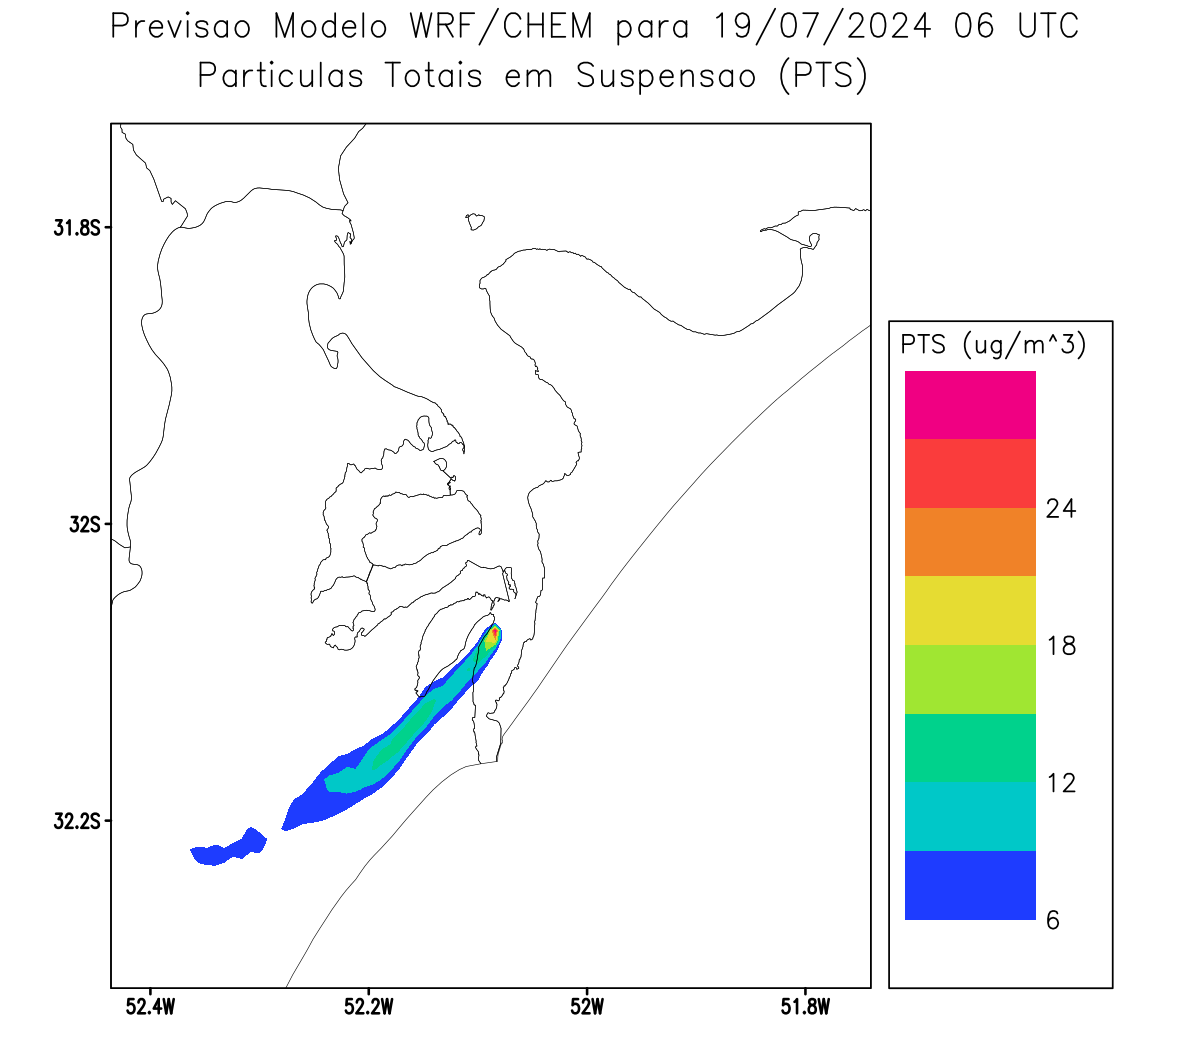 Previsao Modelo WRF/CHEM para 19/07/2024 06 UTC
Particulas Totais em Suspensao (PTS)
31.8S
32S
32.2S
52.4W
52.2W
52W
51.8W
PTS (ug/m^3)
24
18
12
6